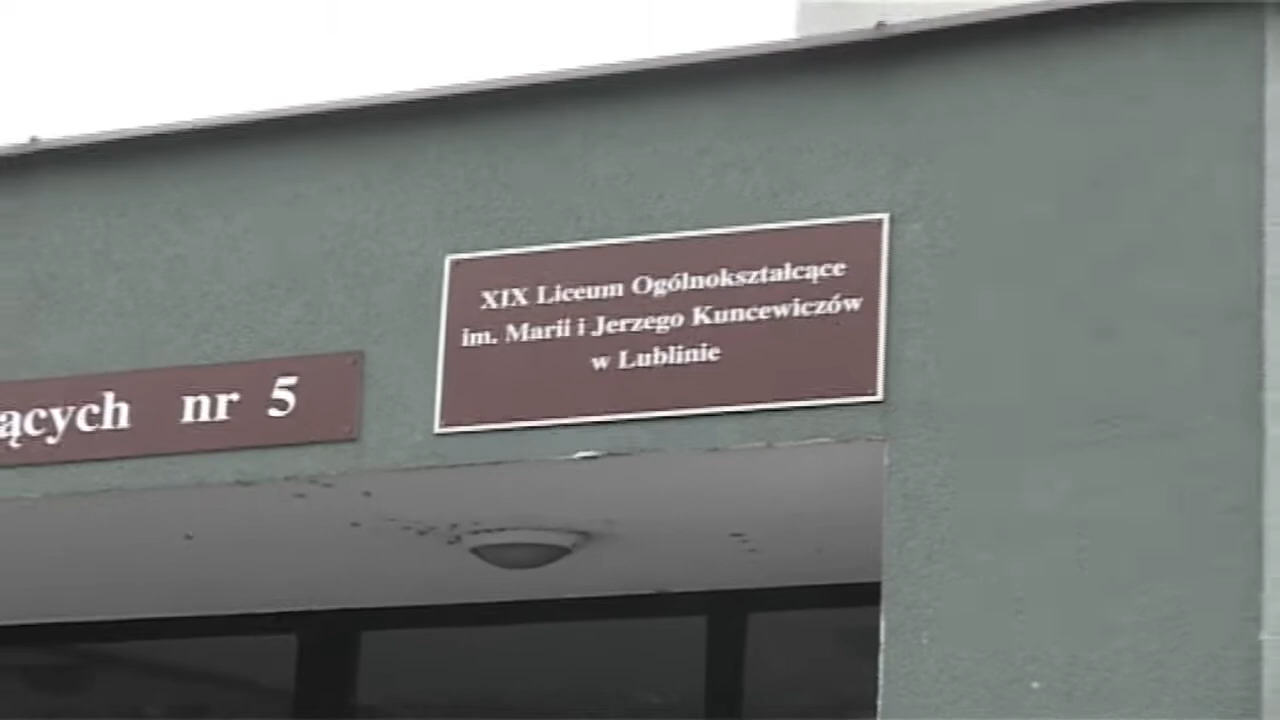 XIX Liceum Ogólnokształcące
im. Marii i Jerzego Kuncewiczów
w Lublinie
ących nr 5